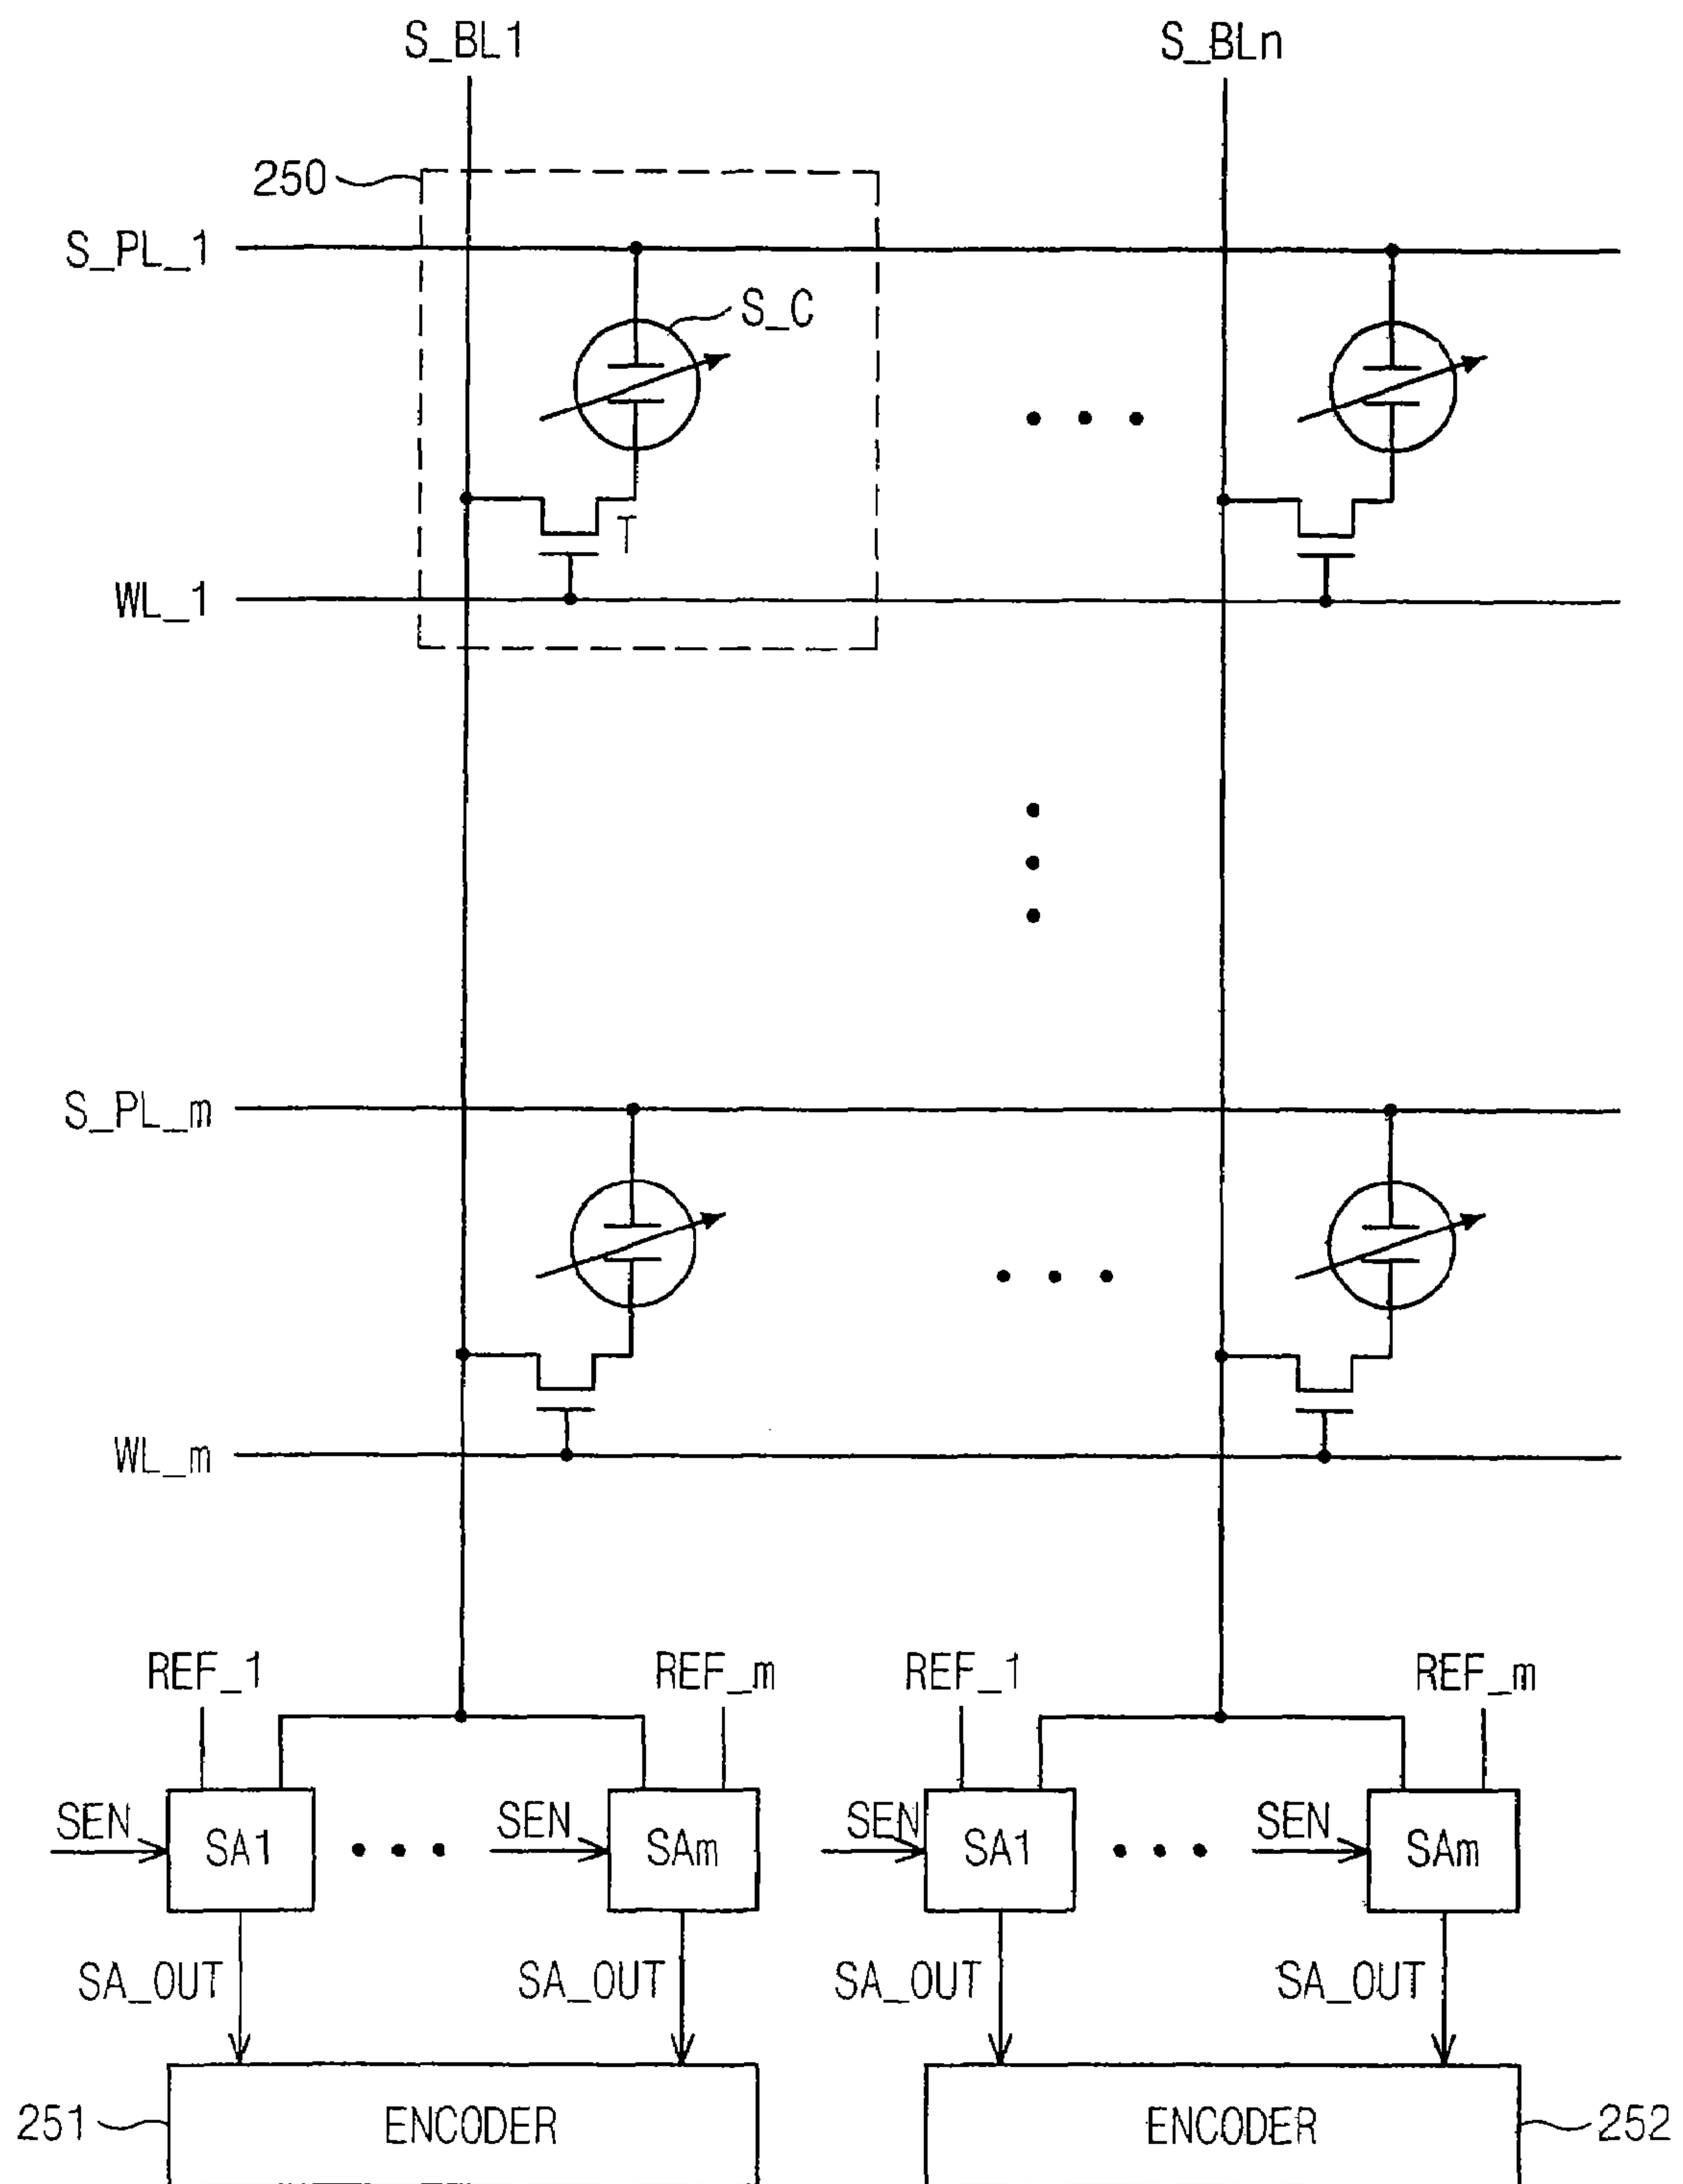 S_BL1 S_BLn
250
S_PL_1
S_C
T
WL_1
S_PL_m
WL_m
REF_1 REF_m REF_1 REF_m
SEN SEN SEN SEN
SA1 SAm SA1 SAm
SA_OUT SA_OUT SA_OUT SA_OUT
251 ENCODER ENCODER 252